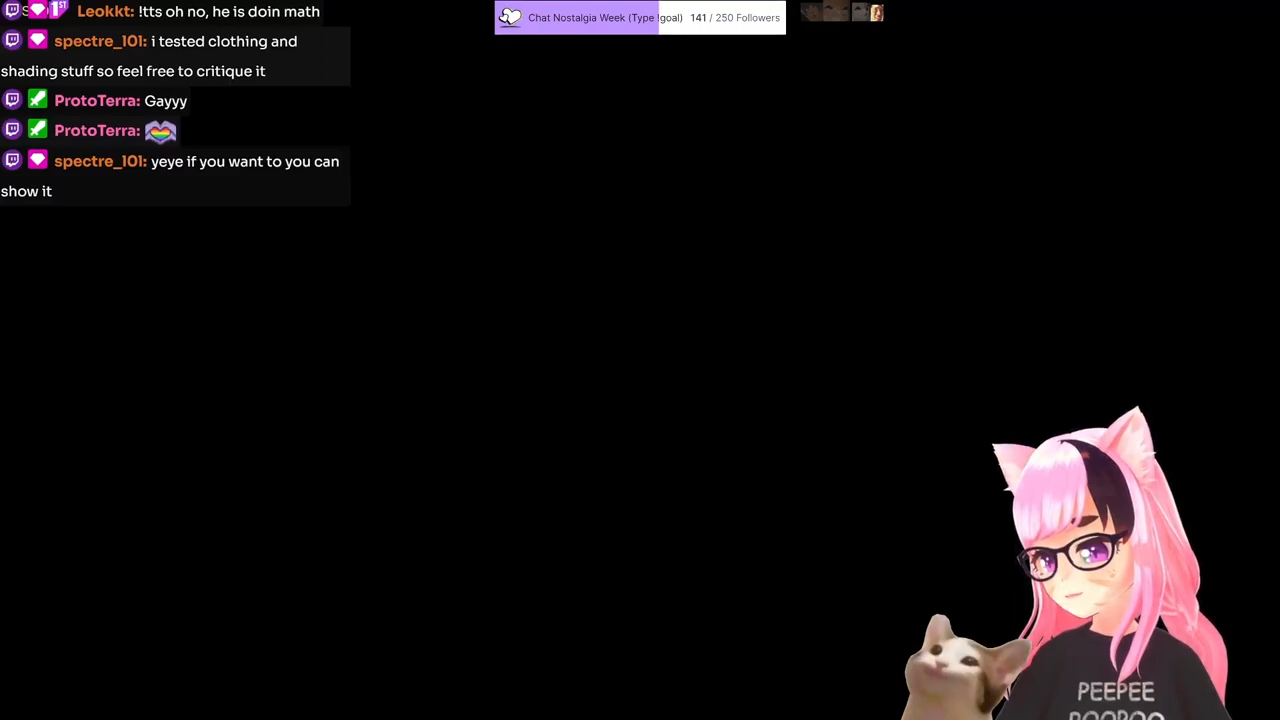 1ST Leokkt: !tts oh no, he is doin math
spectre_101: i tested clothing and
shading stuff so feel free to critique it
ProtoTerra: Gayyy
ProtoTerra:
spectre_101: yeye if you want to you can
show it
Chat Nostalgia Week (Type !goal) 141 / 250 Followers
PEEPEE
POOPOO